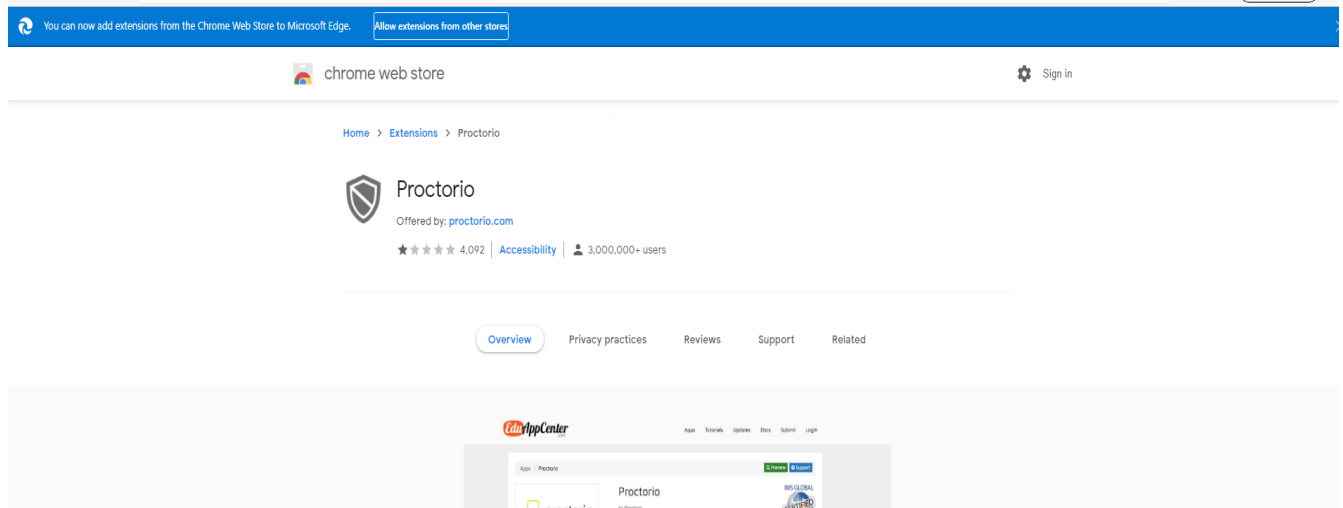 You can now add extensions from the Chrome Web Store to Microsoft Edge. Allow extensions from other stores
chrome web store Sign in
Home > Extensions > Proctorio
Proctorio
Offered by: proctorio.com
4,092 Accessibility 3,000,000+ users
Overview Privacy practices Reviews Support Related
EduAppCenter Apps Tutorials Updates Docs Submit Login
Apps / Proctorio Preview Support
Proctorio IMS GLOBAL
CERTIFIED